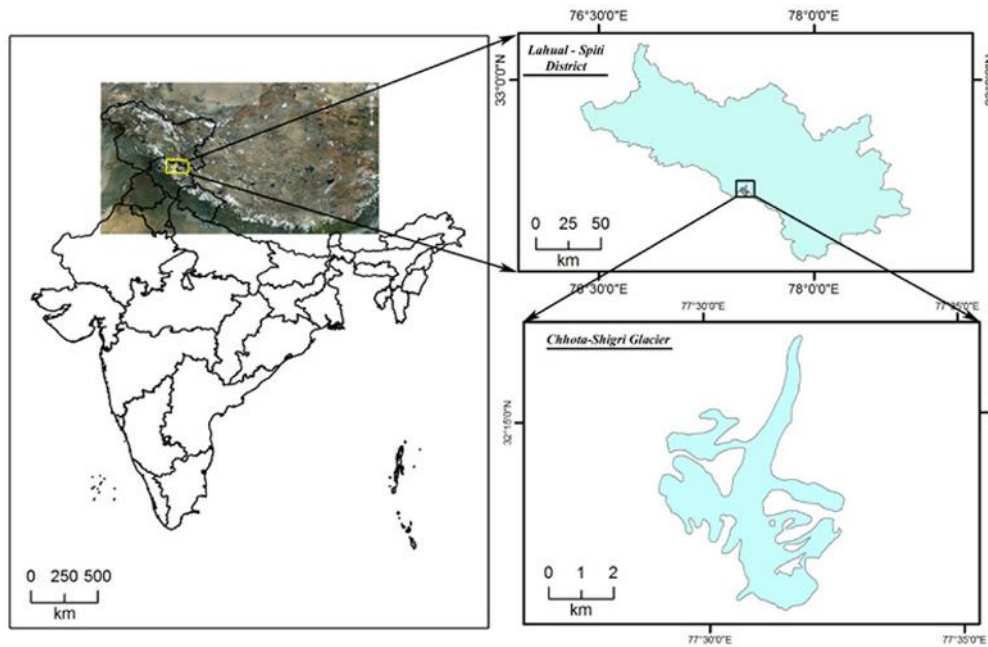 76°30'0"E 78°0'0"E
Lahual - Spiti
District
33°0'0"N
0 25 50
km
76°30'0"E 78°0'0"E
77°30'0"E
Chhota-Shigri Glacier
32°15'0"N
0 250 500
km
0 1 2
km
77°30'0"E 77°35'0"E